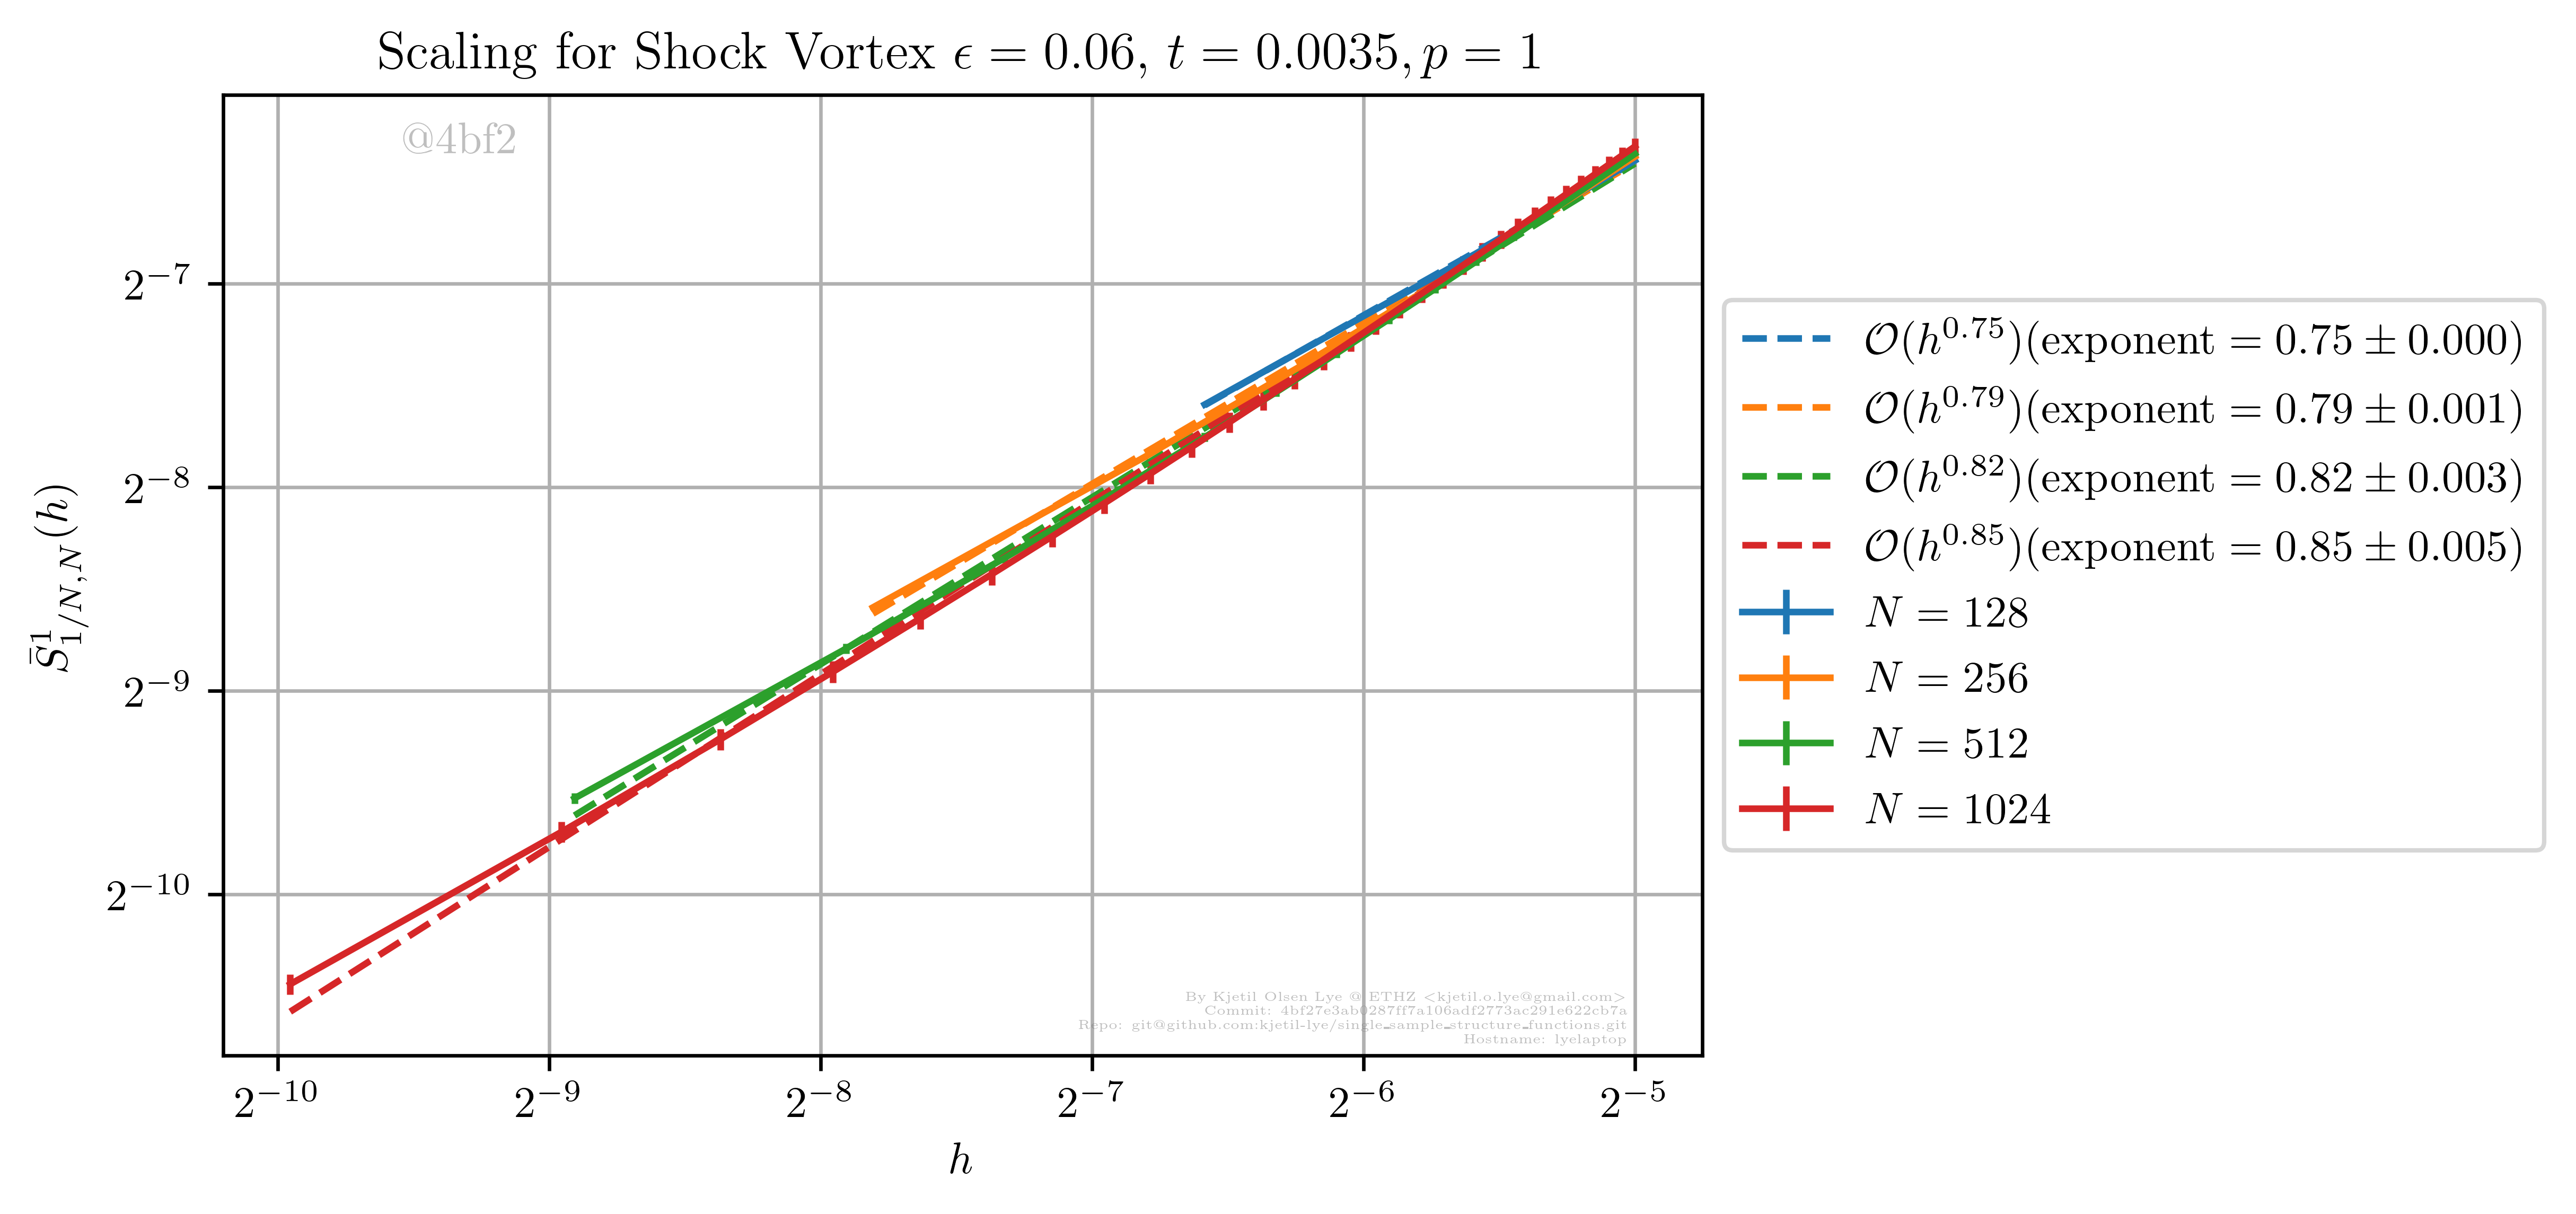 Scaling for Shock Vortex ϵ = 0.06, t = 0.0035, p = 1
@4bf2
2⁻⁷
2⁻⁸
2⁻⁹
2⁻¹⁰
S̄¹_{1/N,N}(h)
2⁻¹⁰ 2⁻⁹ 2⁻⁸ 2⁻⁷ 2⁻⁶ 2⁻⁵
h
𝒪(h^{0.75})(exponent = 0.75 ± 0.000)
𝒪(h^{0.79})(exponent = 0.79 ± 0.001)
𝒪(h^{0.82})(exponent = 0.82 ± 0.003)
𝒪(h^{0.85})(exponent = 0.85 ± 0.005)
N = 128
N = 256
N = 512
N = 1024
By Kjetil Olsen Lye @ ETHZ <kjetil.o.lye@gmail.com>
Commit: 4bf27e3ab0287ff7a106adf2773ac291e622cb7a
Repo: git@github.com:kjetil-lye/single_sample_structure_functions.git
Hostname: lyelaptop